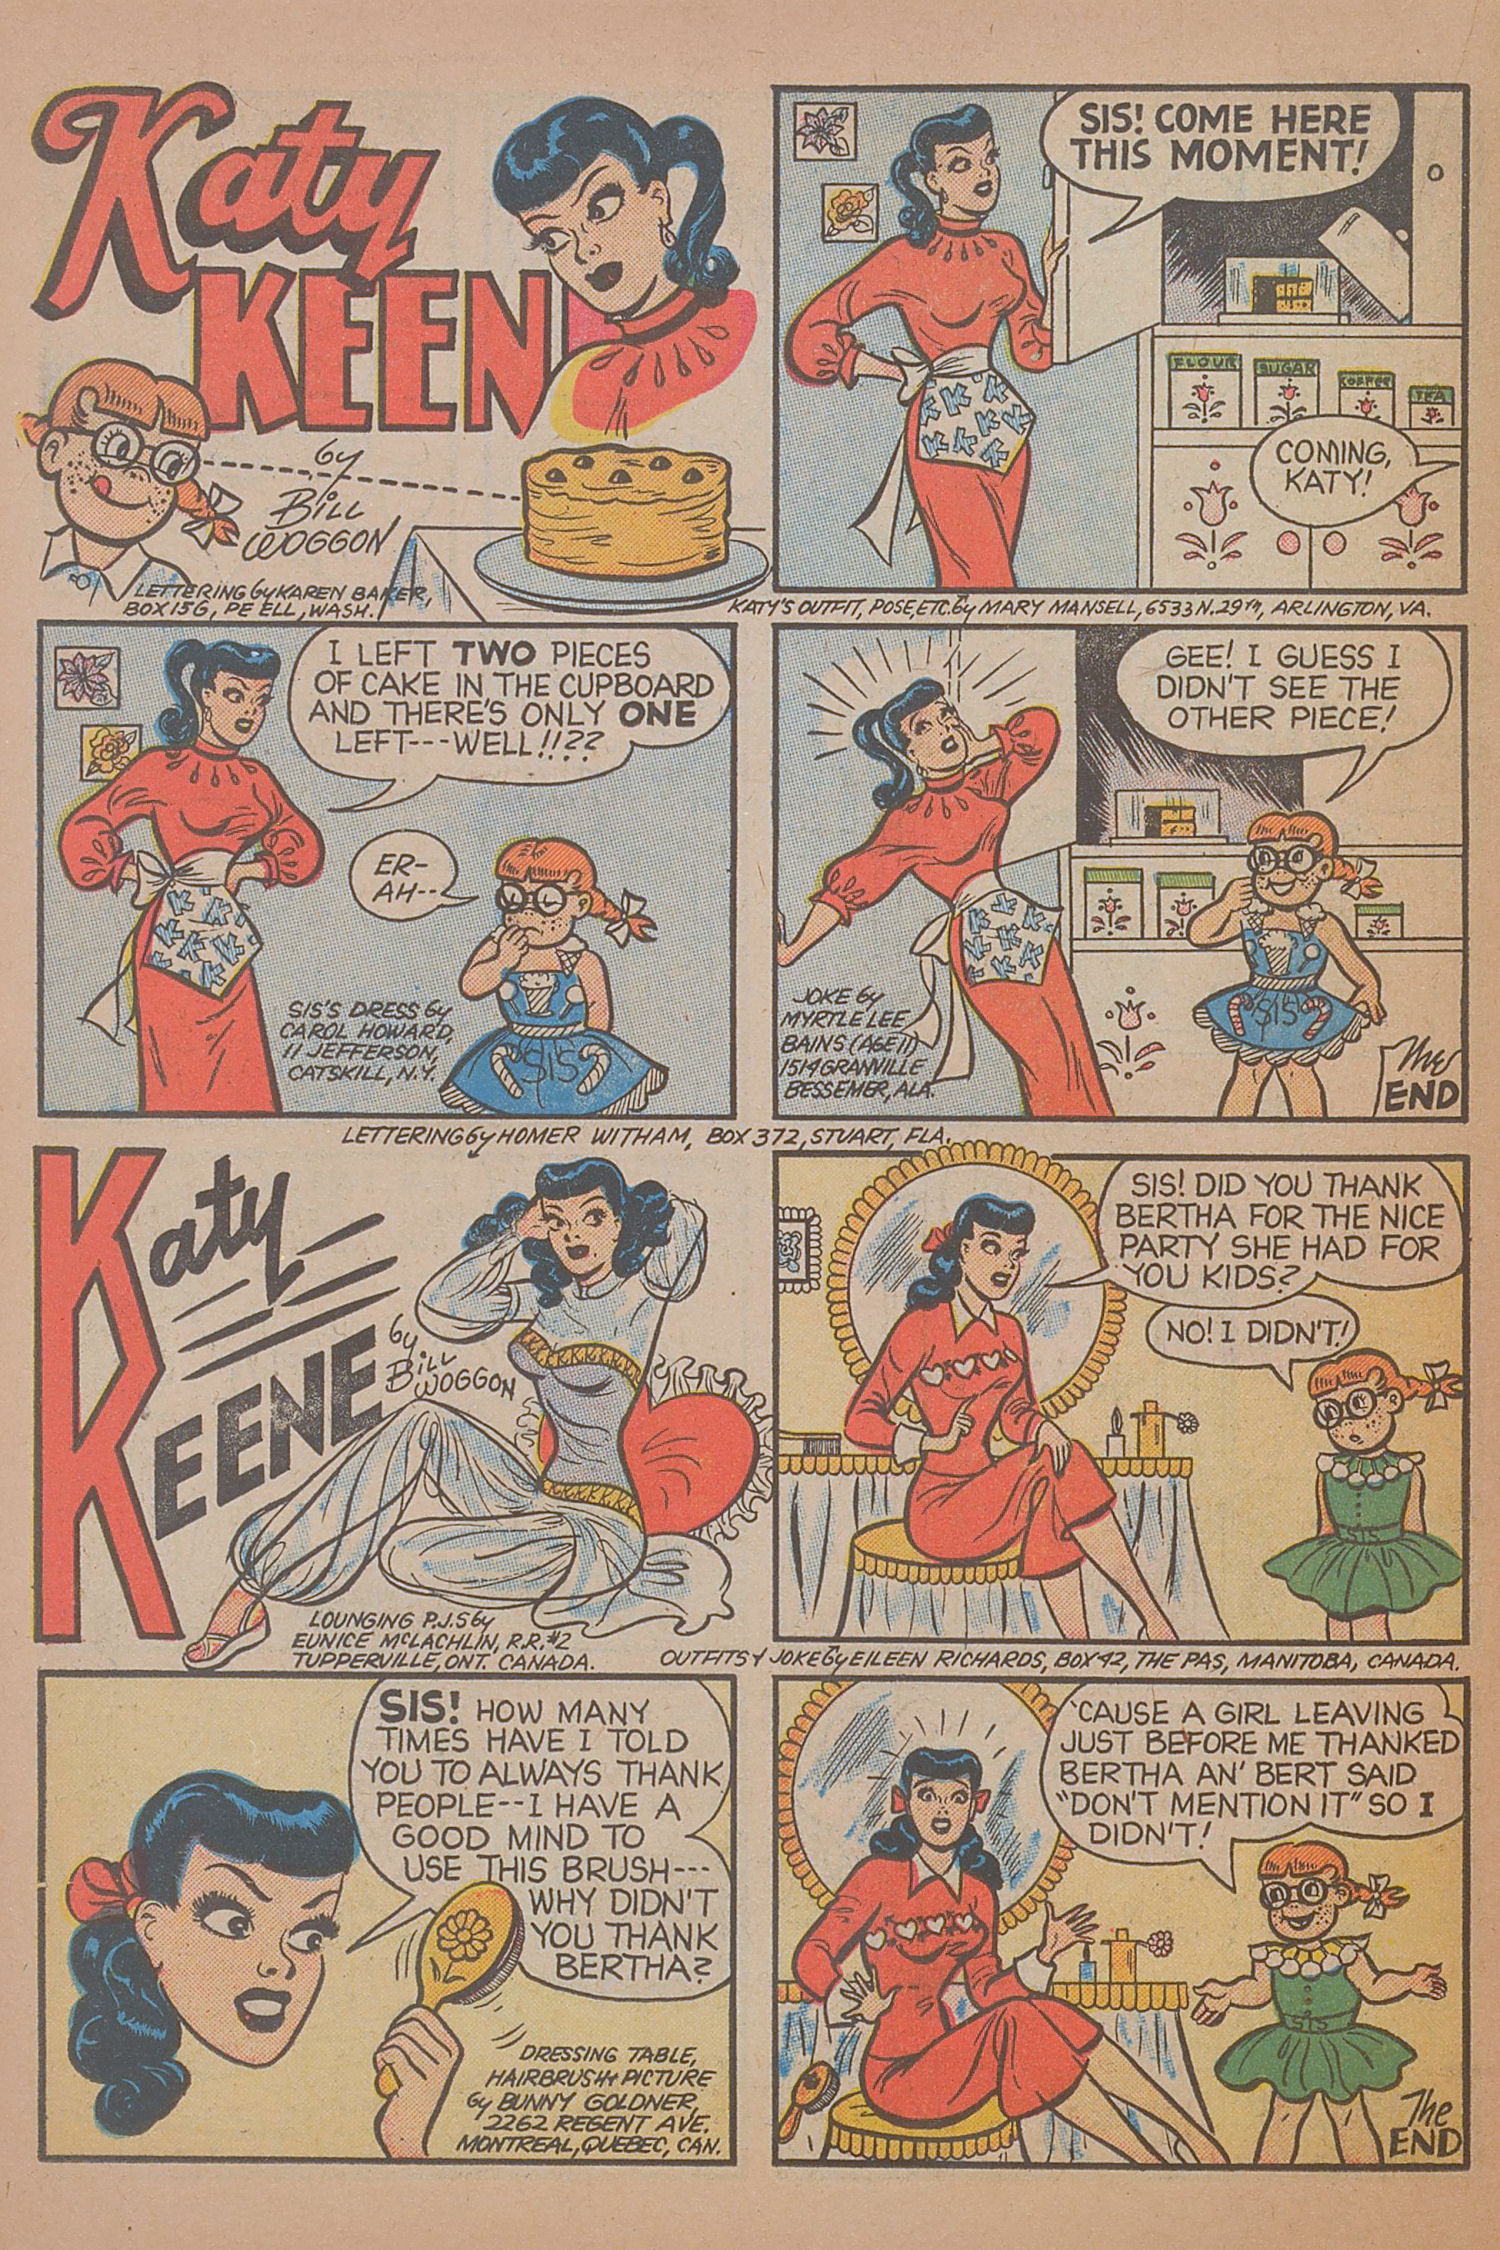 Katy
KEEN
by
BILL
WOGGON
LETTERING by KAREN BAKER,
BOX 156, PE ELL, WASH.
SIS! COME HERE
THIS MOMENT!
FLOUR
SUGAR
COFFEE
TEA
COMING,
KATY!
KATY'S OUTFIT, POSE, ETC. by MARY MANSELL, 6533 N. 29TH, ARLINGTON, VA.
I LEFT TWO PIECES
OF CAKE IN THE CUPBOARD
AND THERE'S ONLY ONE
LEFT---WELL!!??
ER-
AH--
SIS'S DRESS by
CAROL HOWARD,
11 JEFFERSON,
CATSKILL, N.Y.
SIS
GEE! I GUESS I
DIDN'T SEE THE
OTHER PIECE!
JOKE by
MYRTLE LEE
BAINS (AGE 11)
1514 GRANVILLE
BESSEMER, ALA.
SIS
The
END
LETTERING by HOMER WITHAM, BOX 372, STUART, FLA.
Katy
KEENE
by
BILL
WOGGON
LOUNGING P.J.S by
EUNICE McLACHLIN, R.R. #2
TUPPERVILLE, ONT. CANADA.
SIS! DID YOU THANK
BERTHA FOR THE NICE
PARTY SHE HAD FOR
YOU KIDS?
NO! I DIDN'T!
SIS
OUTFITS & JOKE by EILEEN RICHARDS, BOX 42, THE PAS, MANITOBA, CANADA.
SIS! HOW MANY
TIMES HAVE I TOLD
YOU TO ALWAYS THANK
PEOPLE--I HAVE A
GOOD MIND TO
USE THIS BRUSH---
WHY DIDN'T
YOU THANK
BERTHA?
DRESSING TABLE,
HAIRBRUSH & PICTURE
by BUNNY GOLDNER,
2262 REGENT AVE.
MONTREAL, QUEBEC, CAN.
'CAUSE A GIRL LEAVING
JUST BEFORE ME THANKED
BERTHA AN' BERT SAID
"DON'T MENTION IT" SO I
DIDN'T!
SIS
The
END